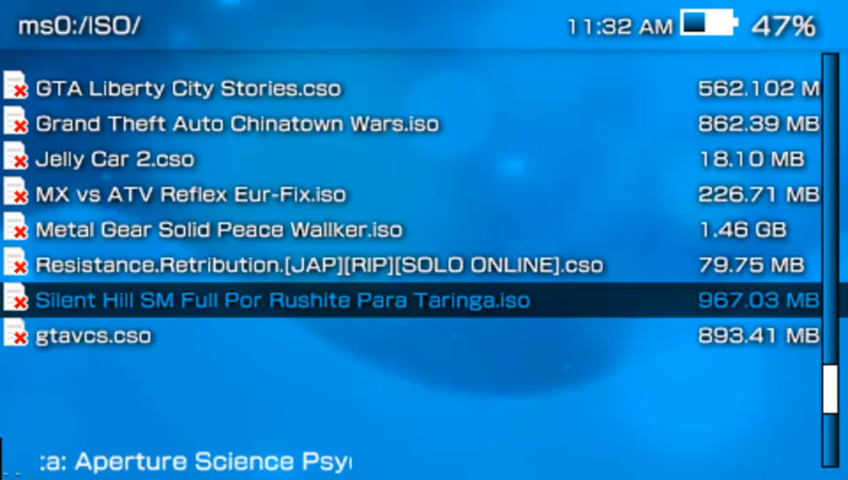 ms0:/ISO/ 11:32 AM 47%
GTA Liberty City Stories.cso 562.102 M
Grand Theft Auto Chinatown Wars.iso 862.39 MB
Jelly Car 2.cso 18.10 MB
MX vs ATV Reflex Eur-Fix.iso 226.71 MB
Metal Gear Solid Peace Wallker.iso 1.46 GB
Resistance.Retribution.[JAP][RIP][SOLO ONLINE].cso 79.75 MB
Silent Hill SM Full Por Rushite Para Taringa.iso 967.03 MB
gtavcs.cso 893.41 MB
:a: Aperture Science Psy